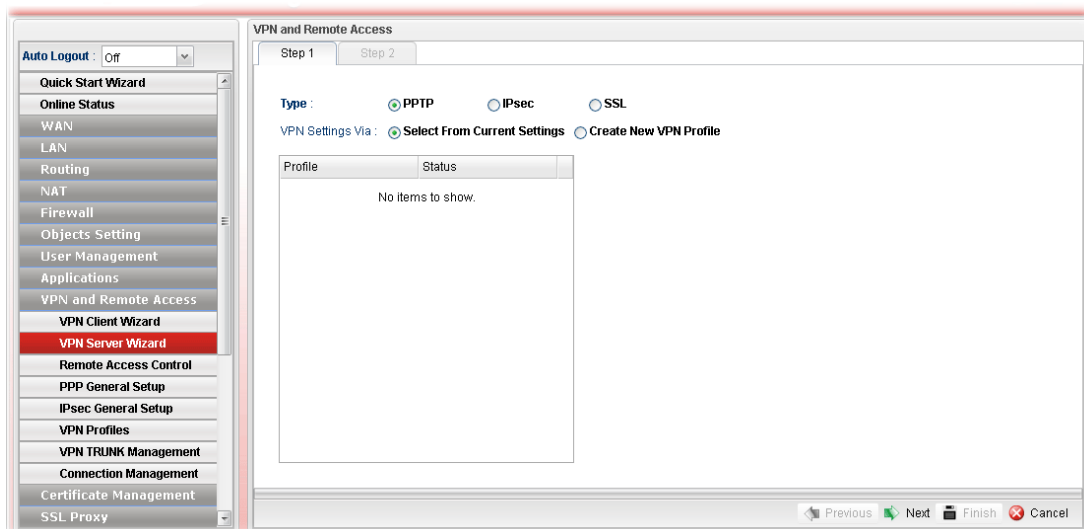 VPN and Remote Access
Auto Logout : Off
Step 1 Step 2
Quick Start Wizard
Online Status
WAN
LAN
Routing
NAT
Firewall
Objects Setting
User Management
Applications
VPN and Remote Access
VPN Client Wizard
VPN Server Wizard
Remote Access Control
PPP General Setup
IPsec General Setup
VPN Profiles
VPN TRUNK Management
Connection Management
Certificate Management
SSL Proxy
Type : PPTP IPsec SSL
VPN Settings Via : Select From Current Settings Create New VPN Profile
Profile Status
No items to show.
Previous Next Finish Cancel